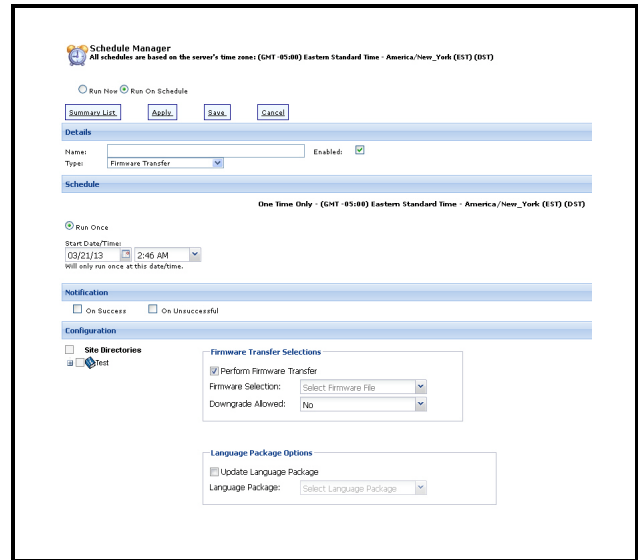 Schedule Manager
All schedules are based on the server's time zone: (GMT -05:00) Eastern Standard Time - America/New_York (EST) (DST)
Run Now Run On Schedule
Summary List Apply Save Cancel
Details
Name: Enabled:
Type: Firmware Transfer
Schedule
One Time Only - (GMT -05:00) Eastern Standard Time - America/New_York (EST) (DST)
Run Once
Start Date/Time:
03/21/13 2:46 AM
Will only run once at this date/time.
Notification
On Success On Unsuccessful
Configuration
Site Directories
Test
Firmware Transfer Selections
Perform Firmware Transfer
Firmware Selection: Select Firmware File
Downgrade Allowed: No
Language Package Options
Update Language Package
Language Package: Select Language Package